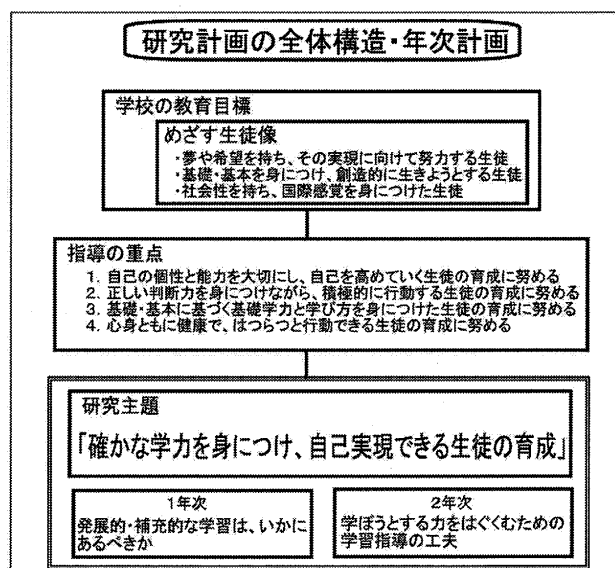 研究計画の全体構造・年次計画
学校の教育目標
めざす生徒像
・夢や希望を持ち、その実現に向けて努力する生徒
・基礎・基本を身につけ、創造的に生きようとする生徒
・社会性を持ち、国際感覚を身につけた生徒
指導の重点
1. 自己の個性と能力を大切にし、自己を高めていく生徒の育成に努める
2. 正しい判断力を身につけながら、積極的に行動する生徒の育成に努める
3. 基礎・基本に基づく基礎学力と学び方を身につけた生徒の育成に努める
4. 心身ともに健康で、はつらつと行動できる生徒の育成に努める
研究主題
「確かな学力を身につけ、自己実現できる生徒の育成」
1年次
発展的・補充的な学習は、いかに
あるべきか
2年次
学ぼうとする力をはぐくむための
学習指導の工夫